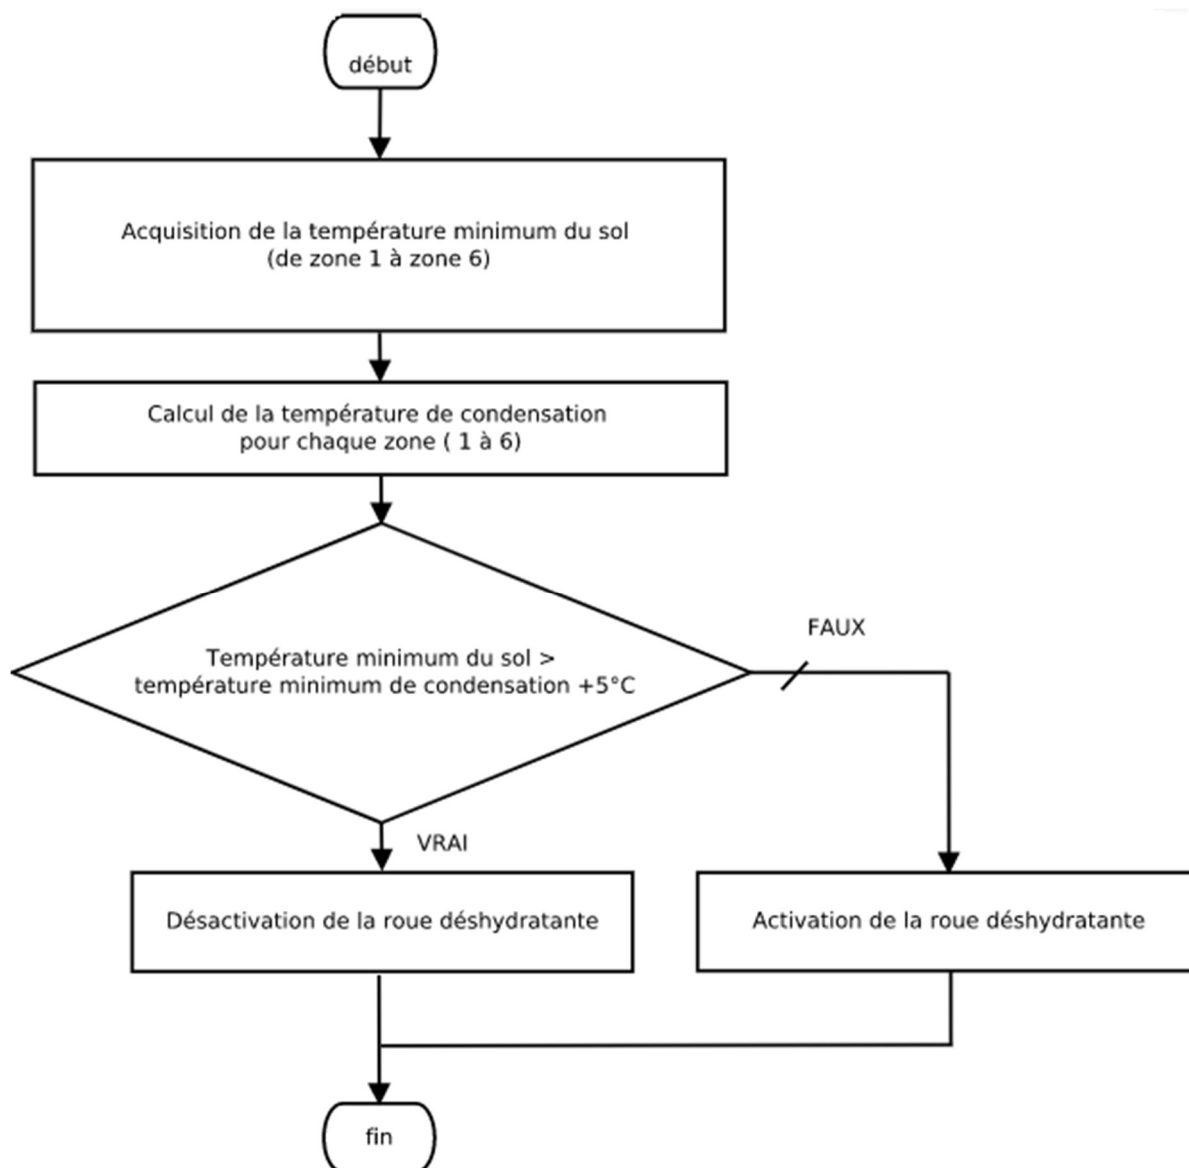 début
Acquisition de la température minimum du sol
(de zone 1 à zone 6)
Calcul de la température de condensation
pour chaque zone ( 1 à 6)
Température minimum du sol >
température minimum de condensation +5°C
FAUX
VRAI
Désactivation de la roue déshydratante
Activation de la roue déshydratante
fin